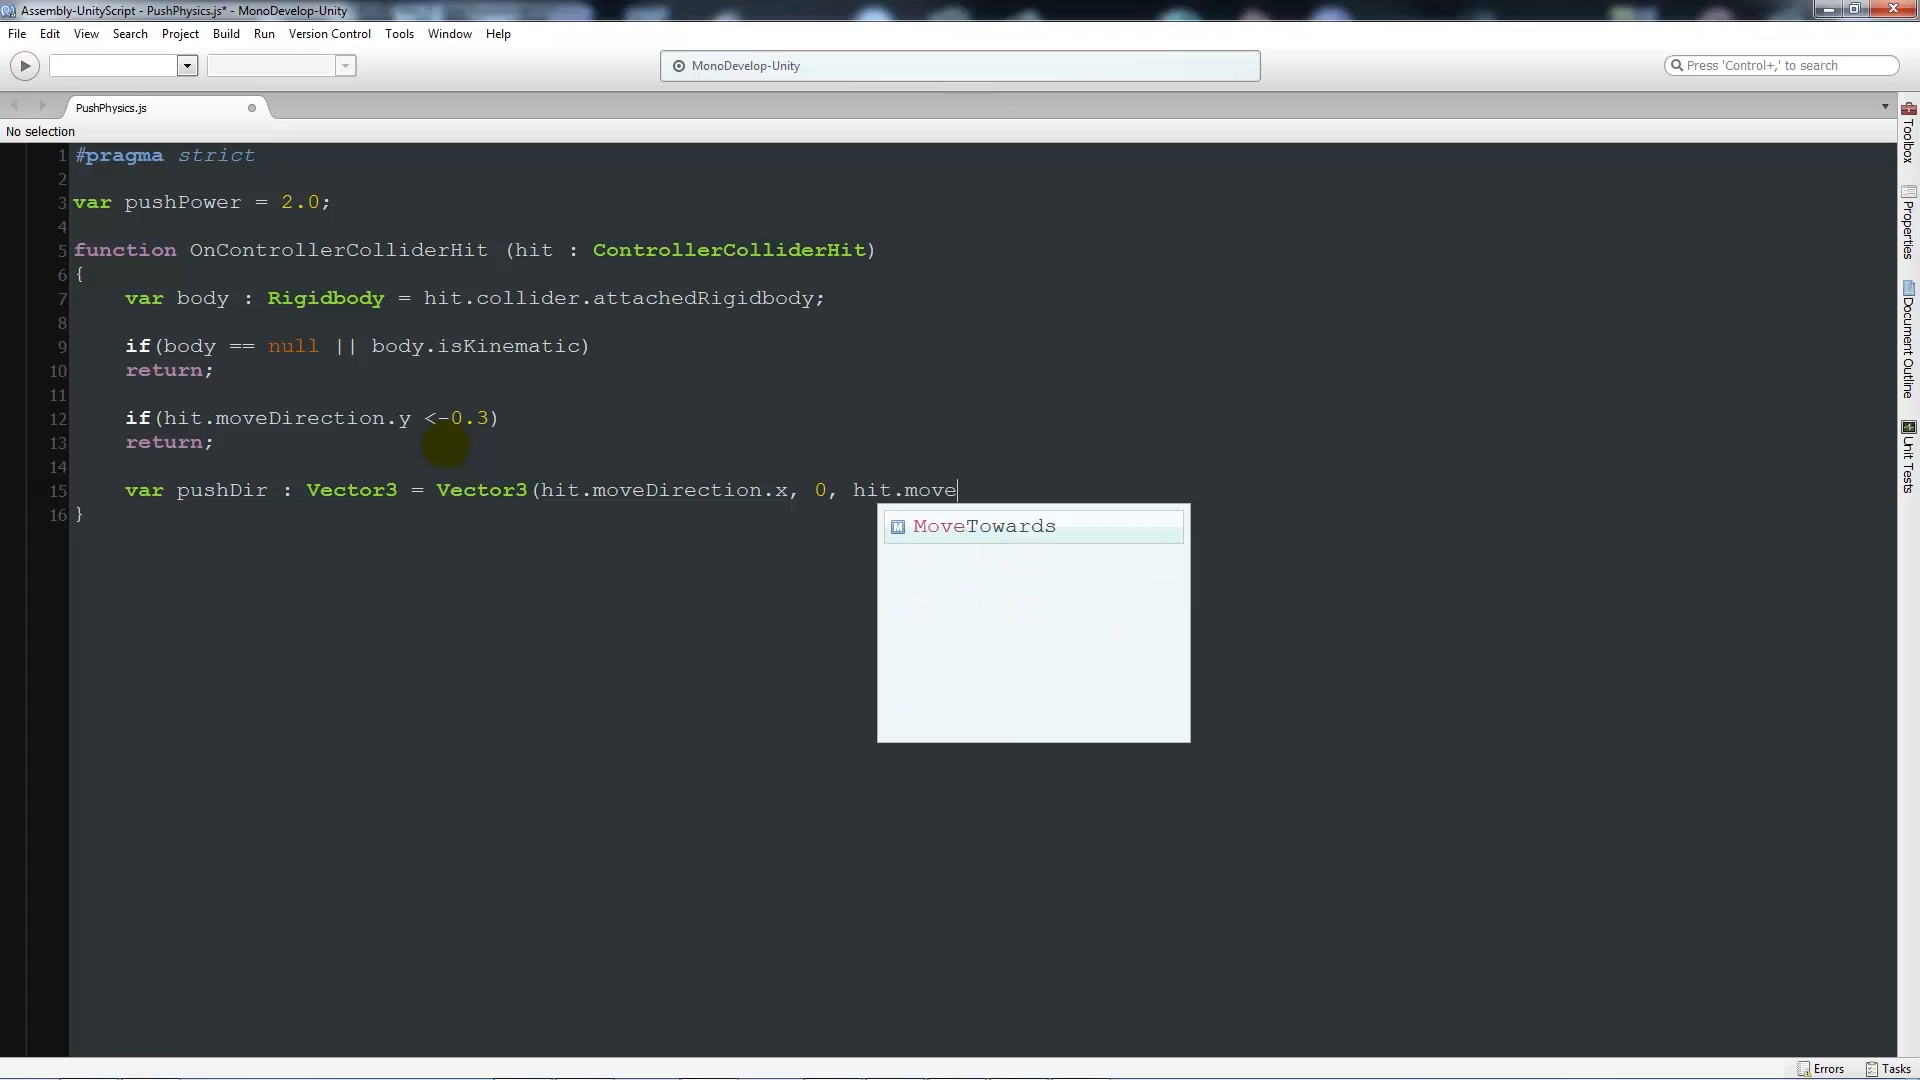 Assembly-UnityScript - PushPhysics.js* - MonoDevelop-Unity
File Edit View Search Project Build Run Version Control Tools Window Help
MonoDevelop-Unity
Press 'Control+,' to search
PushPhysics.js
No selection
1 #pragma strict
2
3 var pushPower = 2.0;
4
5 function OnControllerColliderHit (hit : ControllerColliderHit)
6 {
7 var body : Rigidbody = hit.collider.attachedRigidbody;
8
9 if(body == null || body.isKinematic)
10 return;
11
12 if(hit.moveDirection.y <-0.3)
13 return;
14
15 var pushDir : Vector3 = Vector3(hit.moveDirection.x, 0, hit.move
16 }
M MoveTowards
Toolbox
Properties
Document Outline
Unit Tests
Errors Tasks